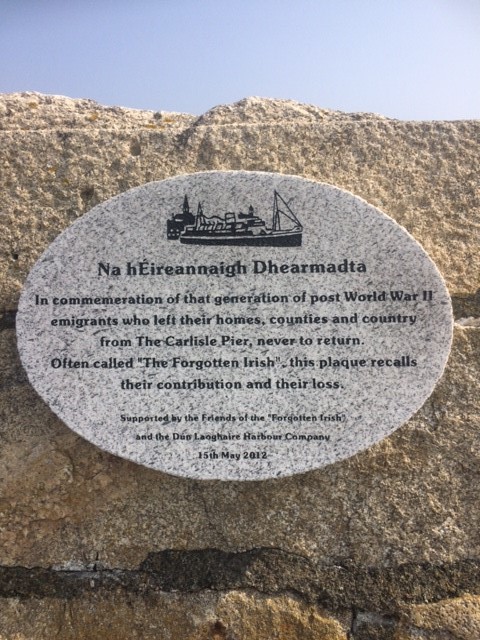 Na hÉireannaigh Dhearmadta
In commemeration of that generation of post World War II
emigrants who left their homes, counties and country
from The Carlisle Pier, never to return.
Often called "The Forgotten Irish", this plaque recalls
their contribution and their loss.
Supported by the Friends of the "Forgotten Irish"
and the Dún Laoghaire Harbour Company
15th May 2012